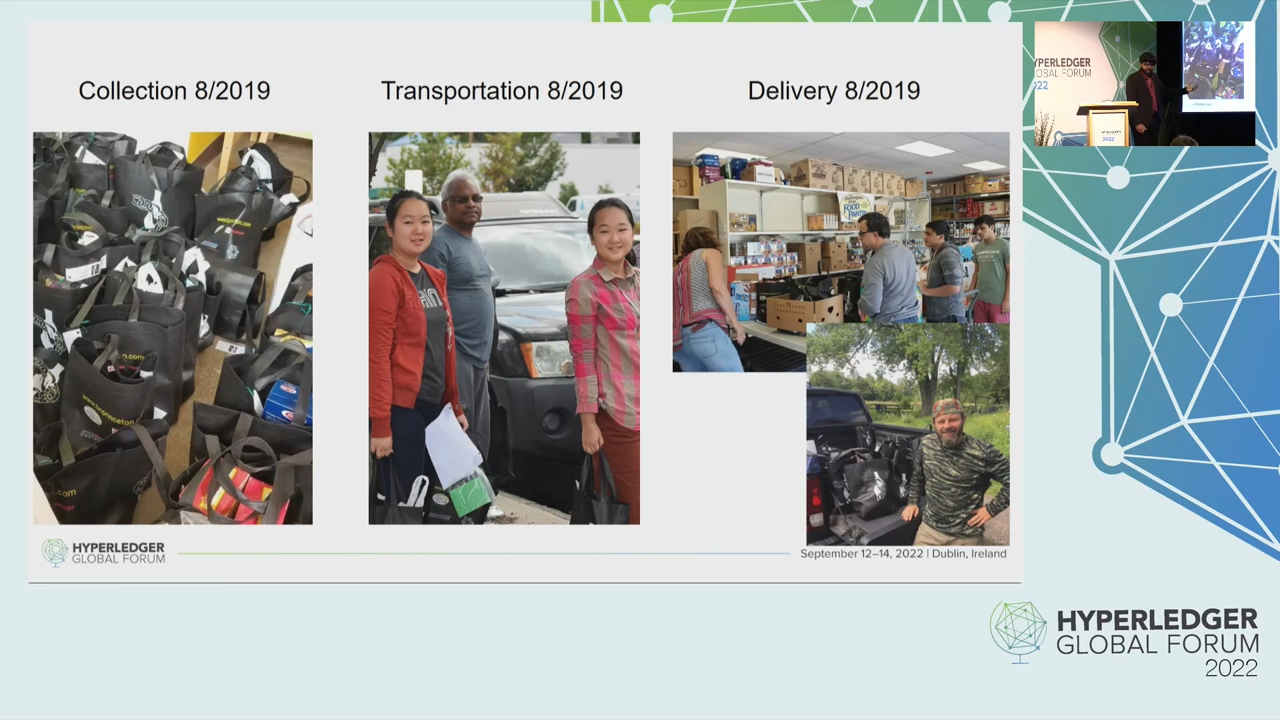 Collection 8/2019
Transportation 8/2019
Delivery 8/2019
FOOD
HYPERLEDGER
GLOBAL FORUM
September 12–14, 2022 | Dublin, Ireland
HYPERLEDGER
GLOBAL FORUM
2022